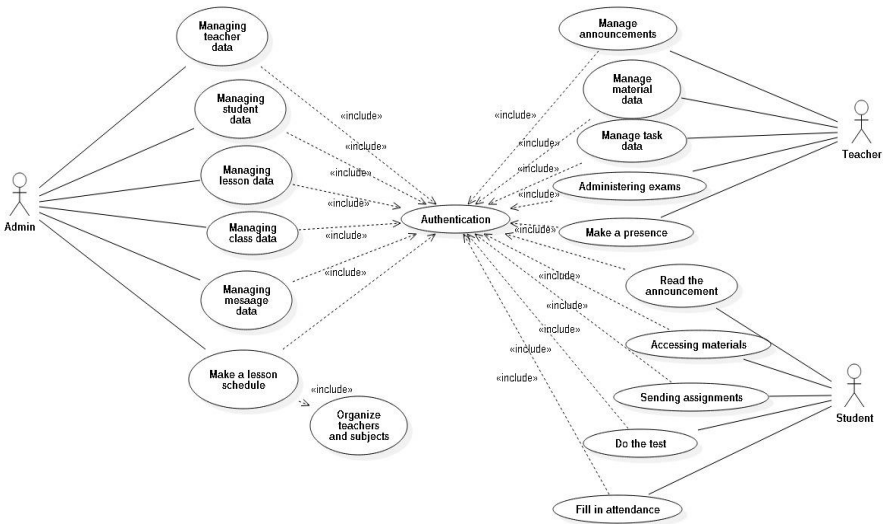 Managing
teacher
data
Managing
student
data
Managing
lesson data
Managing
class data
Managing
mesaage
data
Make a lesson
schedule
Organize
teachers
and subjects
Admin
«include»
«include»
«include»
«include»
«include»
«include»
«include»
Authentication
Manage
announcements
Manage
material
data
Manage task
data
Administering exams
Make a presence
Teacher
«include»
«include»
«include»
«include»
«include»
Read the
announcement
Accessing materials
Sending assignments
Do the test
Fill in attendance
Student
«include»
«include»
«include»
«include»